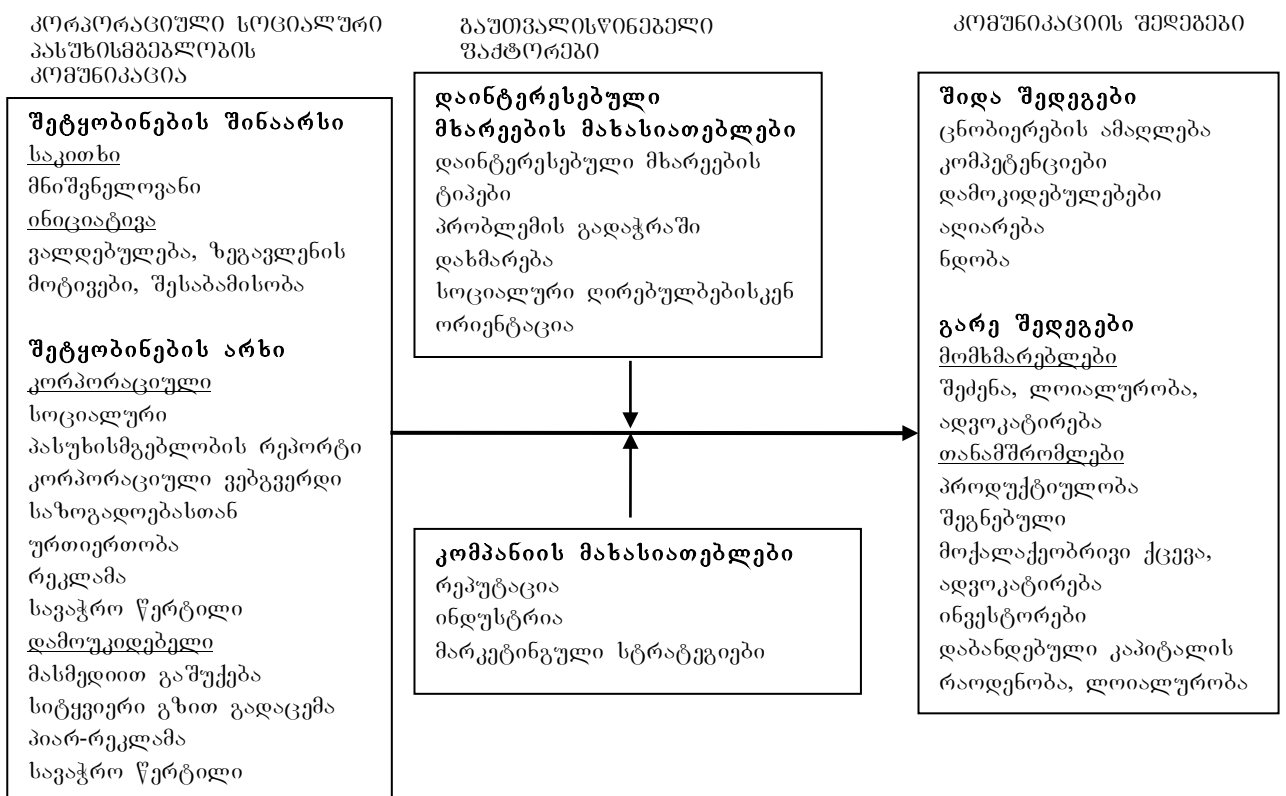 კორპორაციული სოციალური
პასუხისმგებლობის
კომუნიკაცია
შეტყობინების შინაარსი
საკითხი
მნიშვნელოვანი
ინიციატივა
ვალდებულება, ზეგავლენის
მოტივები, შესაბამისობა
შეტყობინების არხი
კორპორაციული
სოციალური
პასუხისმგებლობის რეპორტი
კორპორაციული ვებგვერდი
საზოგადოებასთან
ურთიერთობა
რეკლამა
სავაჭრო წერტილი
დამოუკიდებელი
მასმედიით გაშუქება
სიტყვიერი გზით გადაცემა
პიარ-რეკლამა
სავაჭრო წერტილი
გაუთვალისწინებელი
ფაქტორები
დაინტერესებული
მხარეების მახასიათებლები
დაინტერესებული მხარეების
ტიპები
პრობლემის გადაჭრაში
დახმარება
სოციალური ღირებულბებისკენ
ორიენტაცია
კომპანიის მახასიათებლები
რეპუტაცია
ინდუსტრია
მარკეტინგული სტრატეგიები
კომუნიკაციის შედეგები
შიდა შედეგები
ცნობიერების ამაღლება
კომპეტენციები
დამოკიდებულებები
აღიარება
ნდობა
გარე შედეგები
მომხმარებლები
შეძენა, ლოიალურობა,
ადვოკატირება
თანამშრომლები
პროდუქტიულობა
შეგნებული
მოქალაქეობრივი ქცევა,
ადვოკატირება
ინვესტორები
დაბანდებული კაპიტალის
რაოდენობა, ლოიალურობა